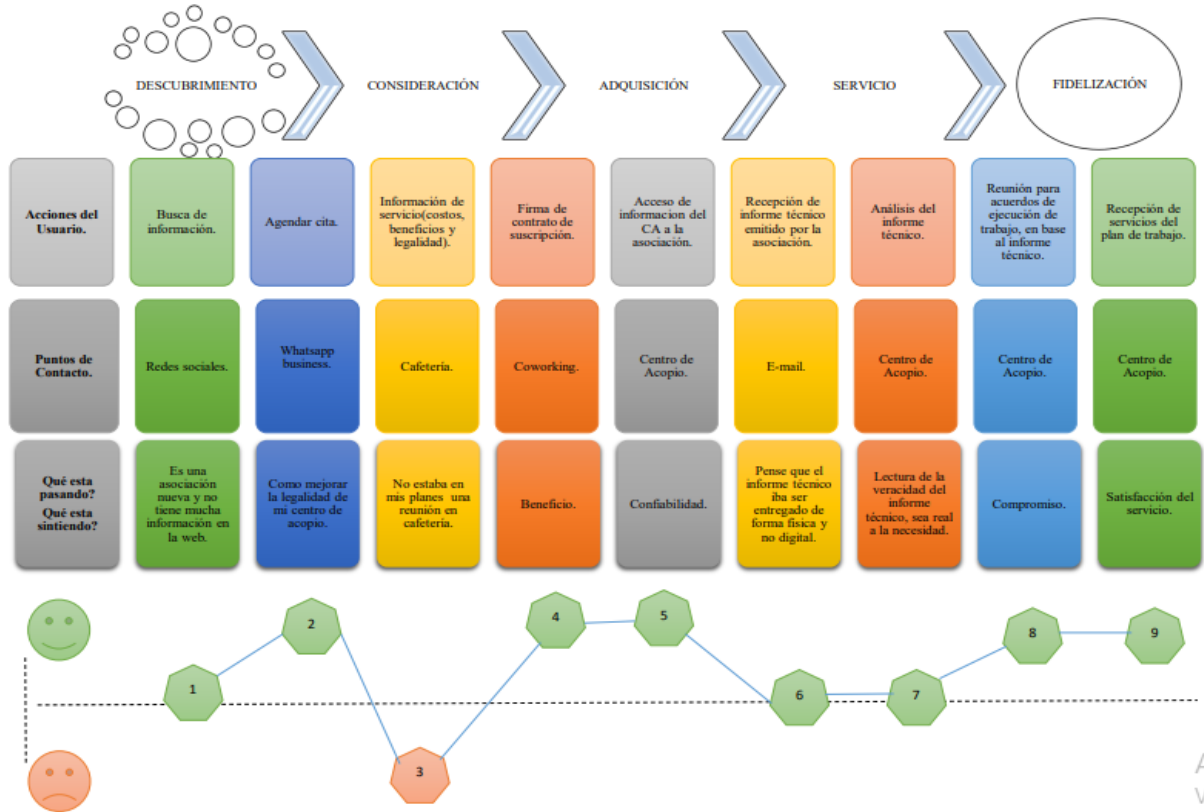 DESCUBRIMIENTO
CONSIDERACIÓN
ADQUISICIÓN
SERVICIO
FIDELIZACIÓN
Acciones del
Usuario.
Busca de
información.
Agendar cita.
Información de
servicio(costos,
beneficios y
legalidad).
Firma de
contrato de
suscripción.
Acceso de
informacion del
CA a la
asociación.
Recepción de
informe técnico
emitido por la
asociación.
Análisis del
informe
técnico.
Reunión para
acuerdos de
ejecución de
trabajo, en base
al informe
técnico.
Recepción de
servicios del
plan de trabajo.
Puntos de
Contacto.
Redes sociales.
Whatsapp
business.
Cafetería.
Coworking.
Centro de
Acopio.
E-mail.
Centro de
Acopio.
Centro de
Acopio.
Centro de
Acopio.
Qué esta
pasando?
Qué esta
sintiendo?
Es una
asociación
nueva y no
tiene mucha
información en
la web.
Como mejorar
la legalidad de
mi centro de
acopio.
No estaba en
mis planes una
reunión en
cafetería.
Beneficio.
Confiabilidad.
Pense que el
informe técnico
iba ser
entregado de
forma fisica y
no digital.
Lectura de la
veracidad del
informe
técnico, sea real
a la necesidad.
Compromiso.
Satisfacción del
servicio.
1
2
3
4
5
6
7
8
9